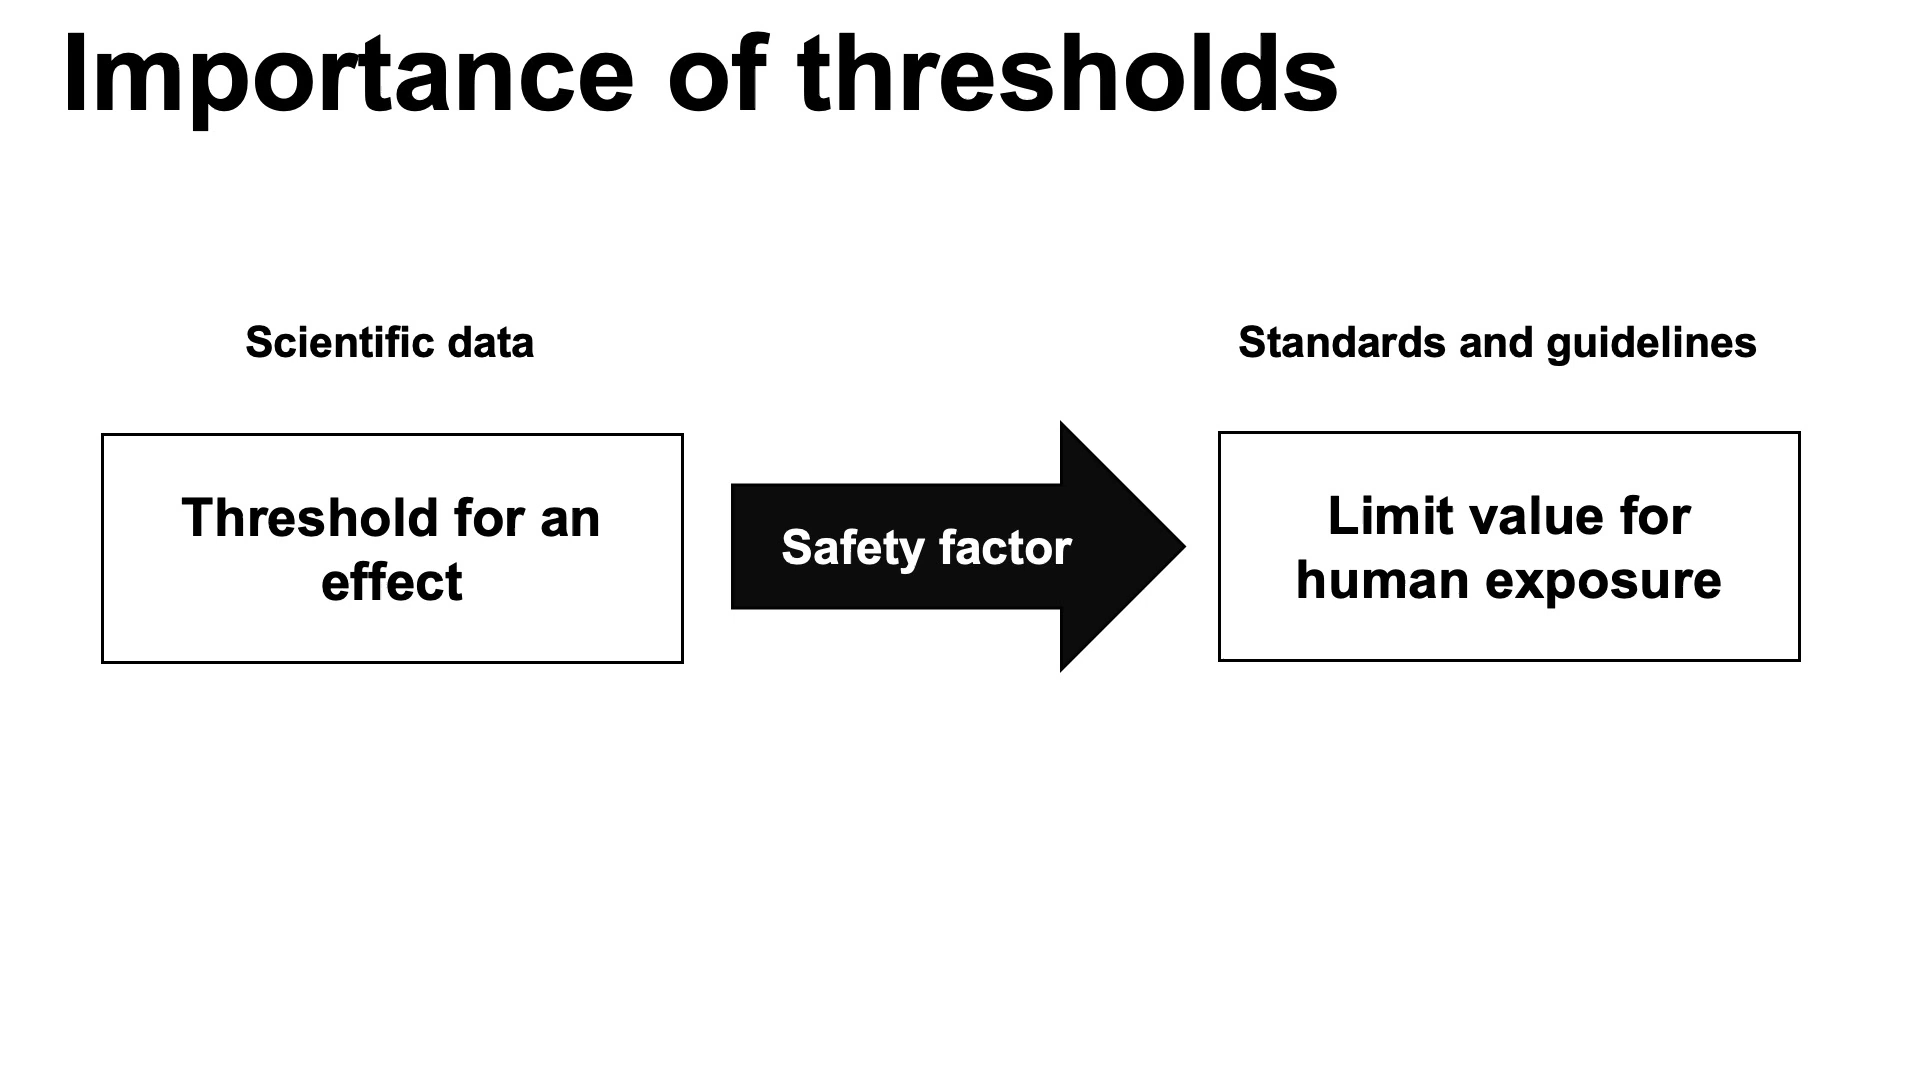 Importance of thresholds
Scientific data
Standards and guidelines
Threshold for an
effect
Safety factor
Limit value for
human exposure